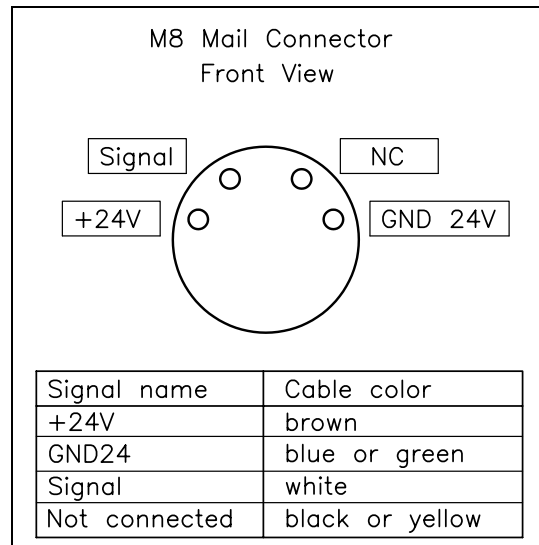 M8 Mail Connector
Front View
Signal
NC
+24V
GND 24V
Signal name Cable color
+24V brown
GND24 blue or green
Signal white
Not connected black or yellow